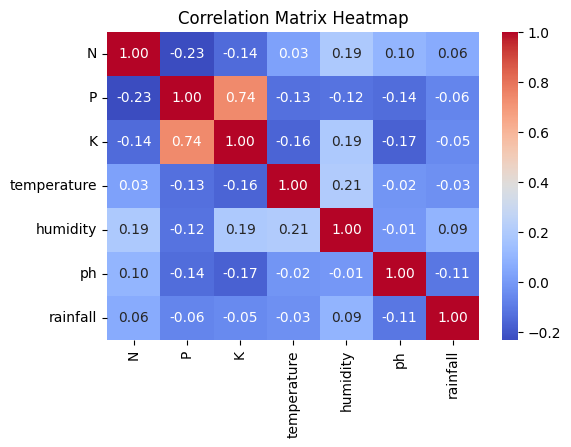 Correlation Matrix Heatmap
N 1.00 -0.23 -0.14 0.03 0.19 0.10 0.06
P -0.23 1.00 0.74 -0.13 -0.12 -0.14 -0.06
K -0.14 0.74 1.00 -0.16 0.19 -0.17 -0.05
temperature 0.03 -0.13 -0.16 1.00 0.21 -0.02 -0.03
humidity 0.19 -0.12 0.19 0.21 1.00 -0.01 0.09
ph 0.10 -0.14 -0.17 -0.02 -0.01 1.00 -0.11
rainfall 0.06 -0.06 -0.05 -0.03 0.09 -0.11 1.00
N P K temperature humidity ph rainfall
1.0
0.8
0.6
0.4
0.2
0.0
−0.2